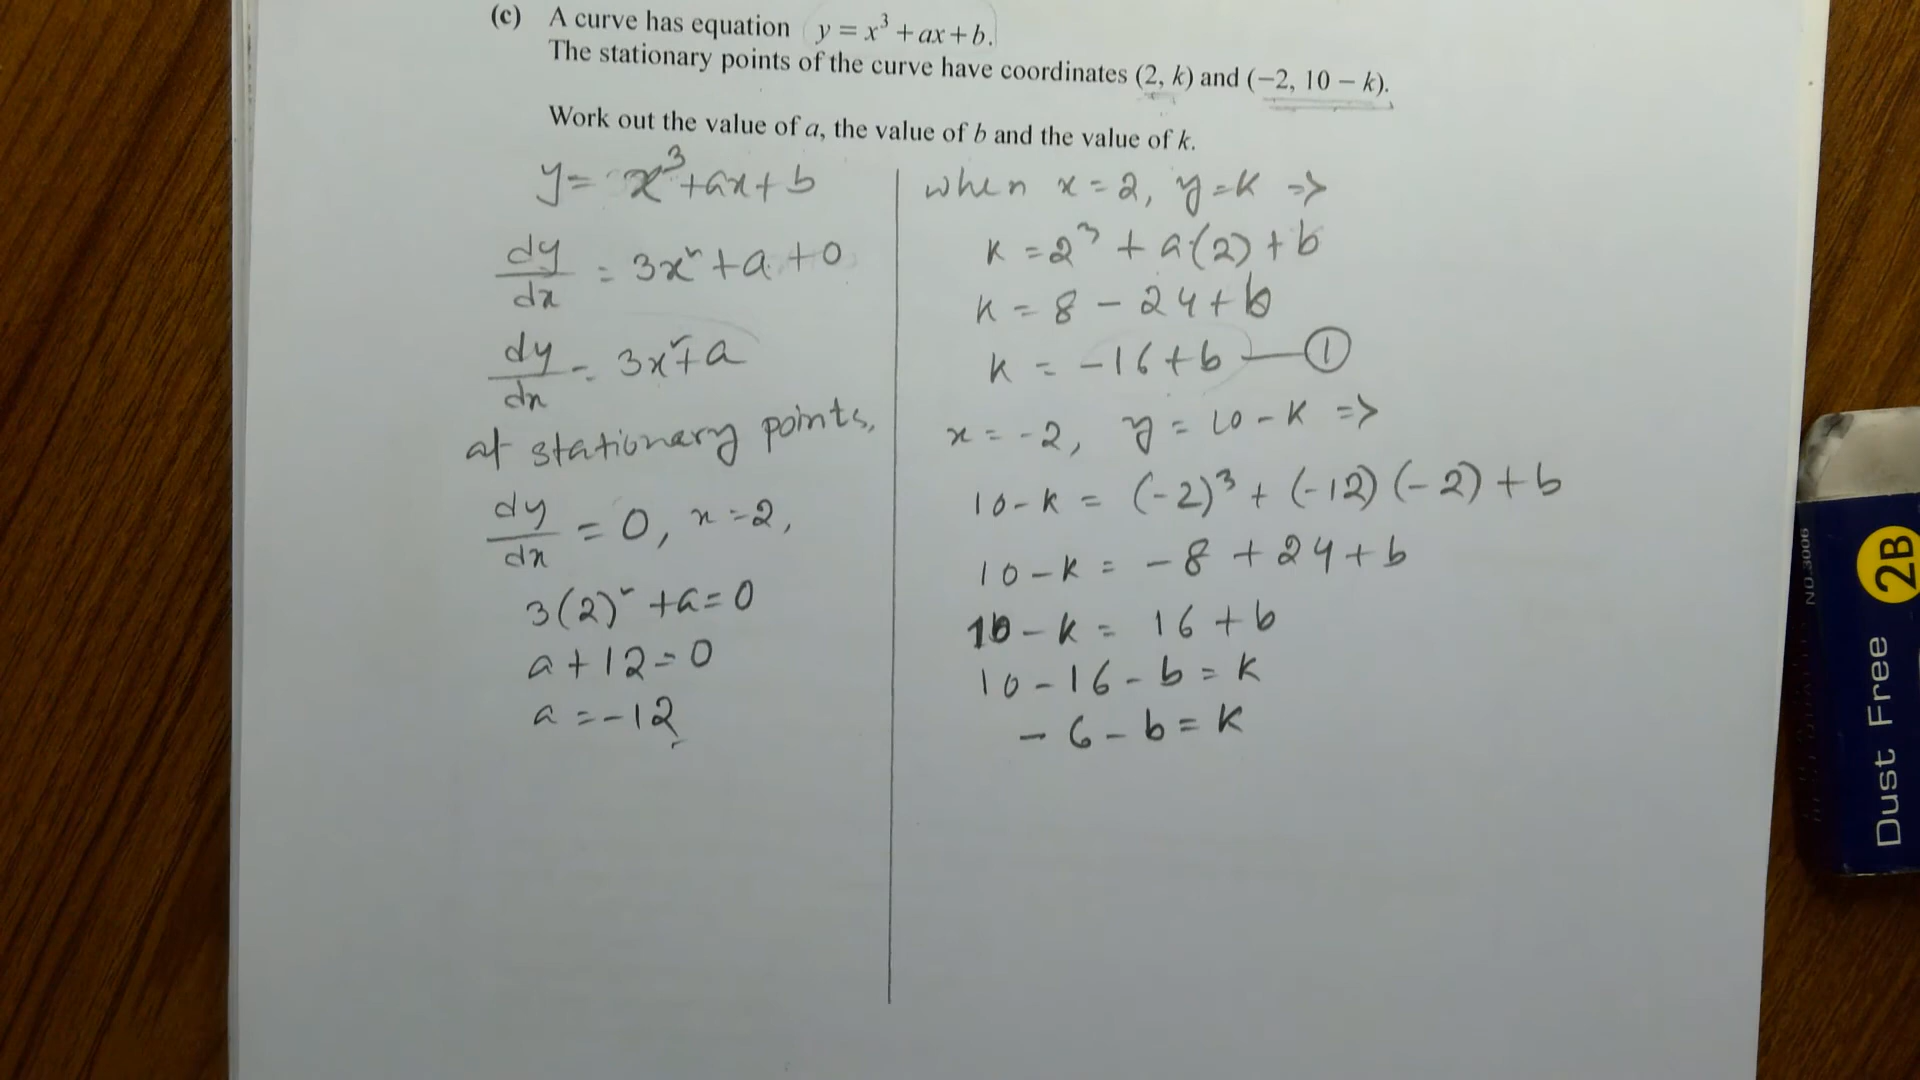 (c) A curve has equation y = x³ + ax + b.
The stationary points of the curve have coordinates (2, k) and (−2, 10 − k).
Work out the value of a, the value of b and the value of k.
y = x³ + ax + b
dy/dx = 3x² + a + 0
dy/dx = 3x² + a
at stationary points,
dy/dx = 0, x = 2,
3(2)² + a = 0
a + 12 = 0
a = -12
when x = 2, y = k =>
k = 2³ + a(2) + b
k = 8 - 24 + b
k = -16 + b — ①
x = -2, y = 10 - k =>
10 - k = (-2)³ + (-12)(-2) + b
10 - k = -8 + 24 + b
10 - k = 16 + b
10 - 16 - b = k
- 6 - b = k
NO.3006
2B
Dust Free